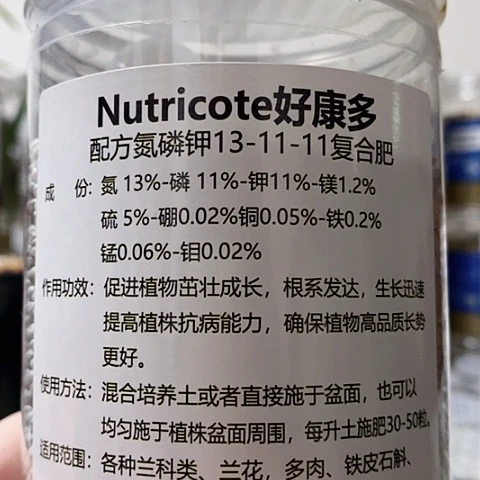 Nutricote好康多
配方氮磷钾13-11-11复合肥
成 份：氮 13%-磷 11%-钾11%-镁1.2%
硫 5%-硼0.02%铜0.05%-铁0.2%
锰0.06%-钼0.02%
作用功效：促进植物茁壮成长，根系发达，生长迅速
提高植株抗病能力，确保植物高品质长势
更好。
使用方法：混合培养土或者直接施于盆面，也可以
均匀施于植株盆面周围，每升土施肥30-50粒。
适用范围：各种兰科类、兰花，多肉、铁皮石斛、